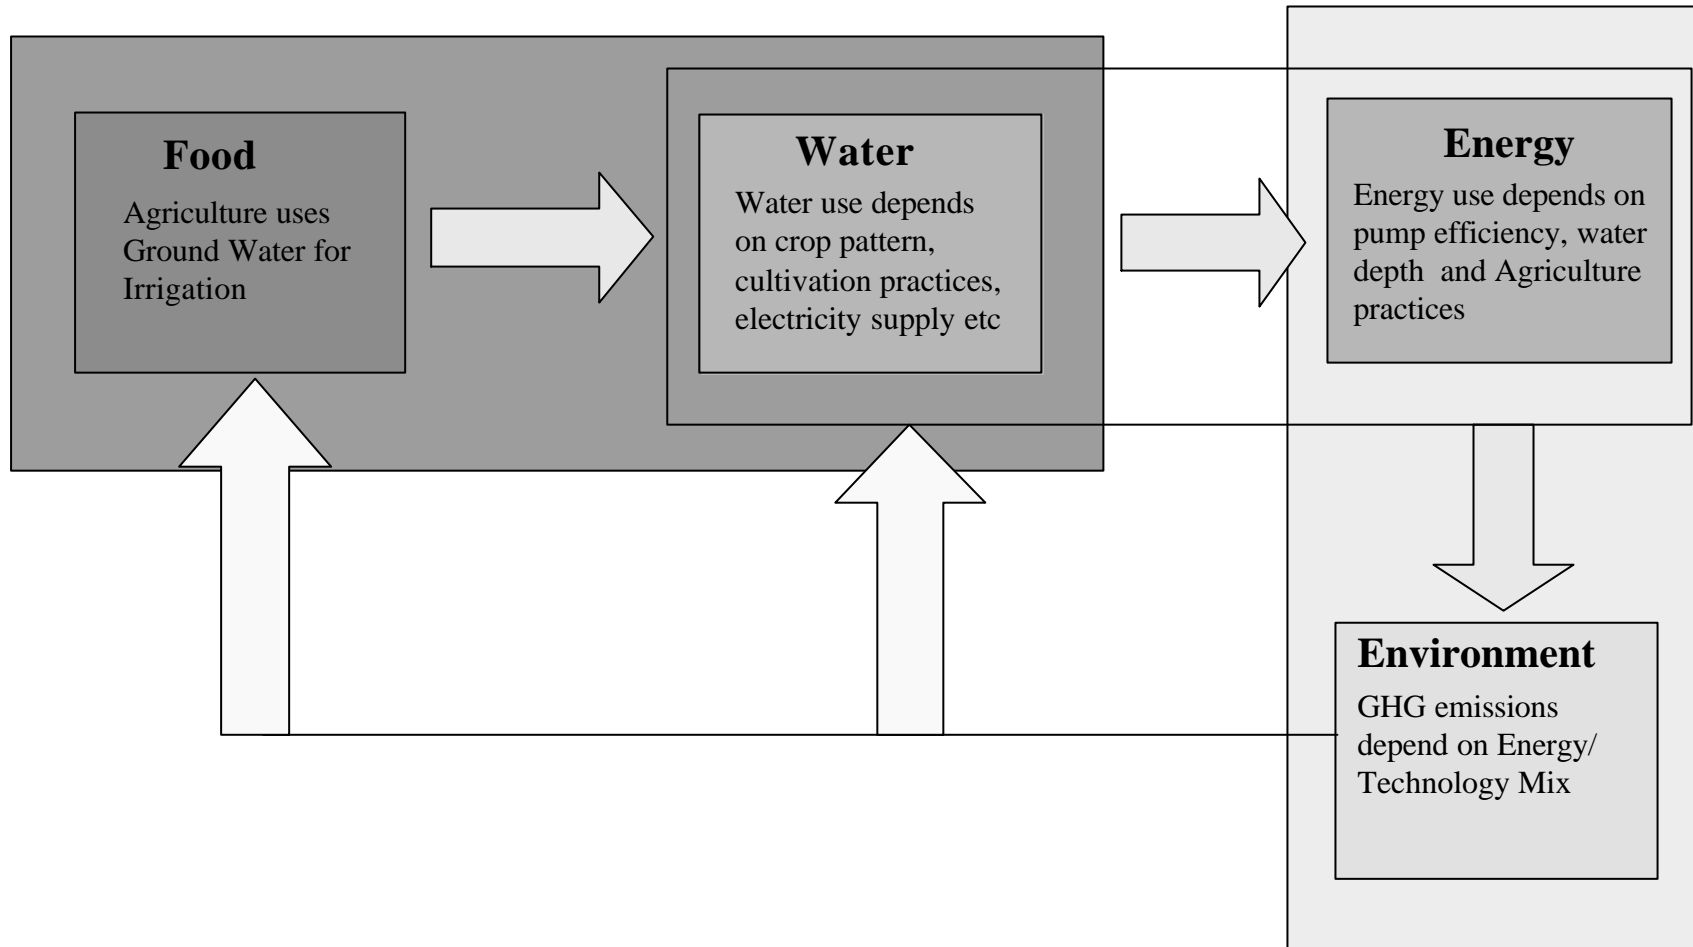 Food
Agriculture uses
Ground Water for
Irrigation
Water
Water use depends
on crop pattern,
cultivation practices,
electricity supply etc
Energy
Energy use depends on
pump efficiency, water
depth and Agriculture
practices
Environment
GHG emissions
depend on Energy/
Technology Mix